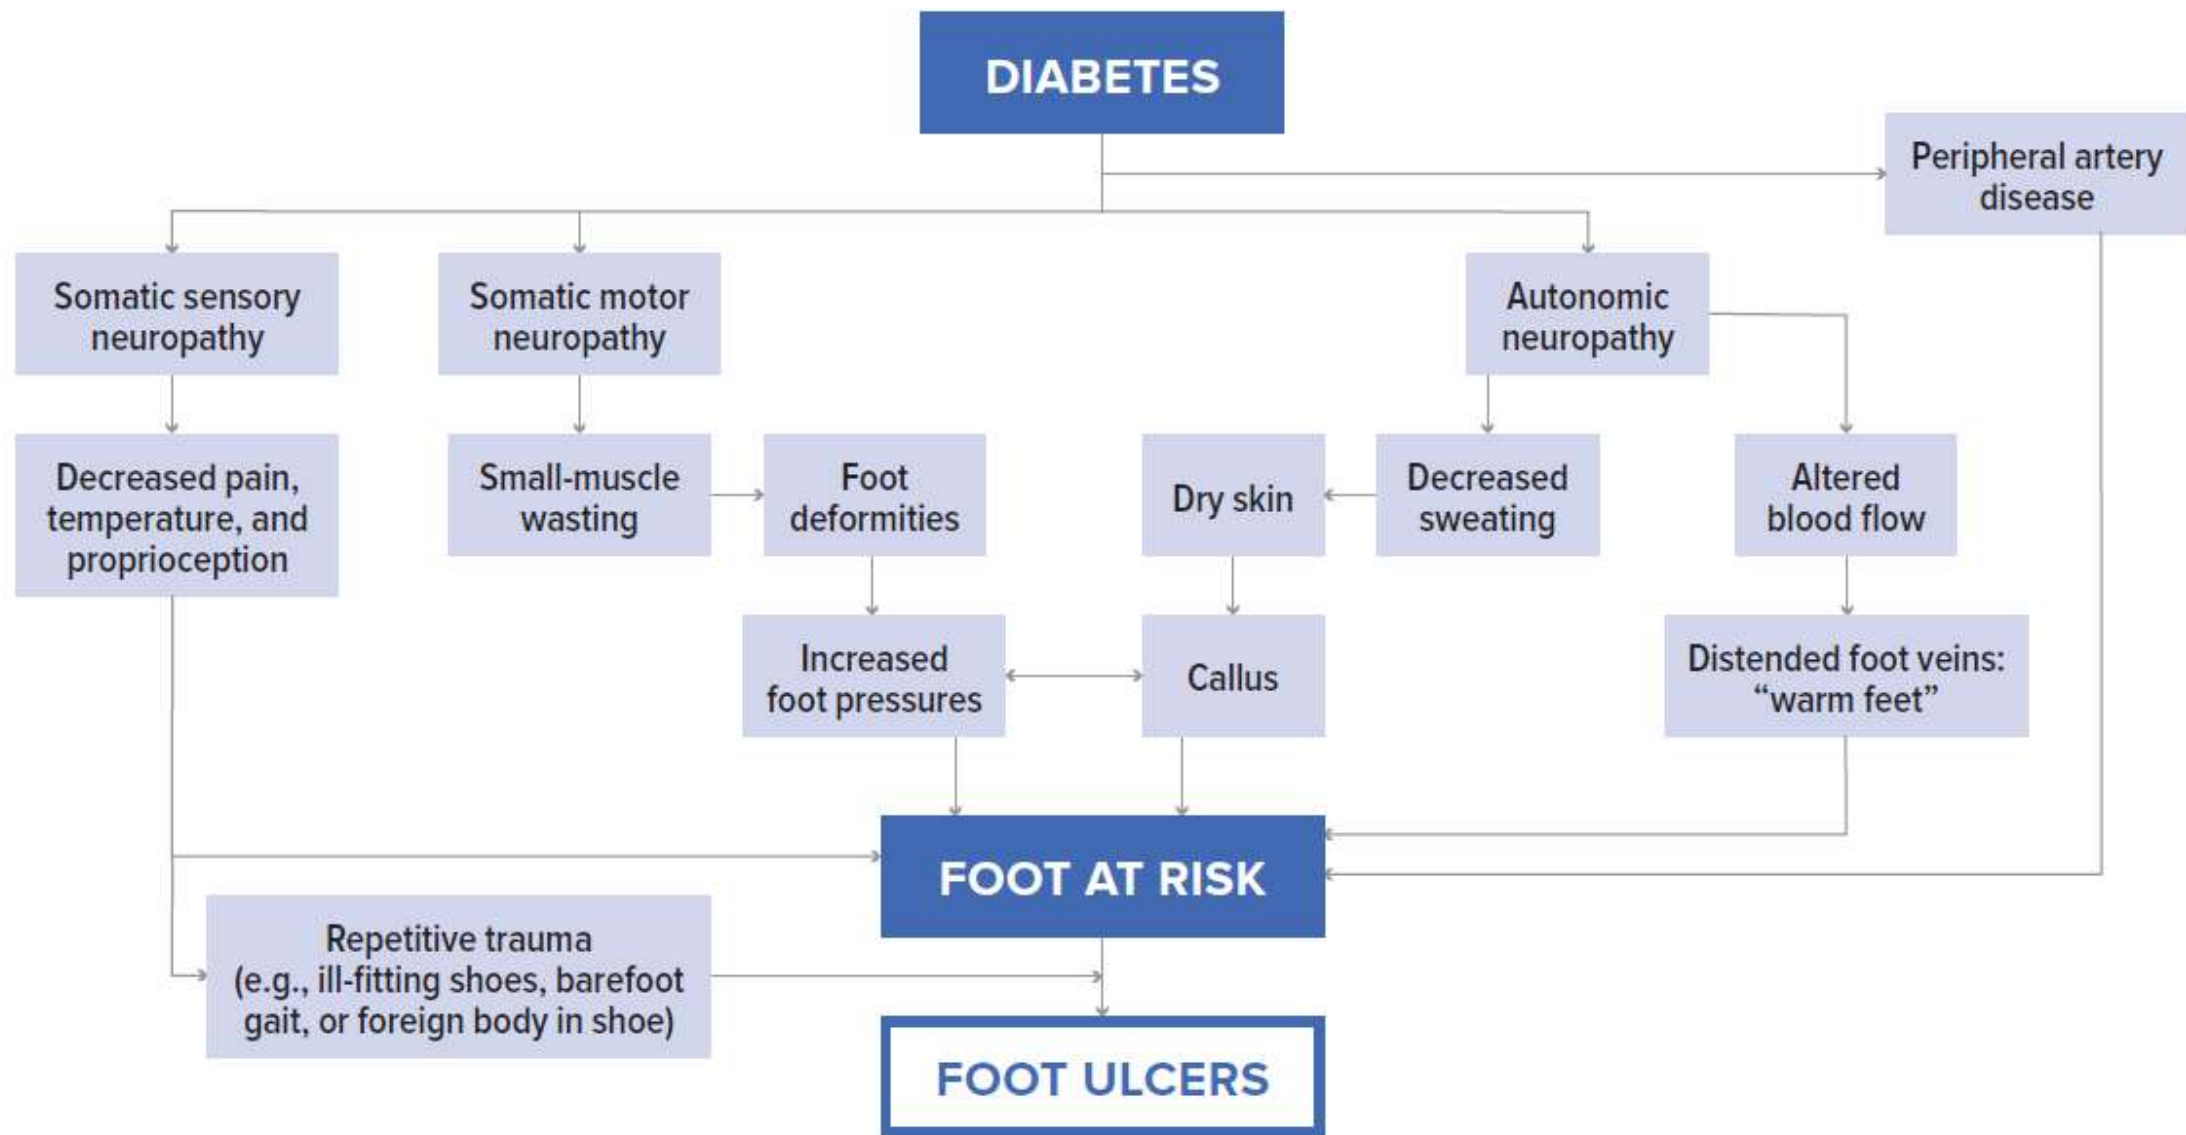 DIABETES
Peripheral artery
disease
Somatic sensory
neuropathy
Somatic motor
neuropathy
Autonomic
neuropathy
Decreased pain,
temperature, and
proprioception
Small-muscle
wasting
Foot
deformities
Dry skin
Decreased
sweating
Altered
blood flow
Increased
foot pressures
Callus
Distended foot veins:
“warm feet”
FOOT AT RISK
Repetitive trauma
(e.g., ill-fitting shoes, barefoot
gait, or foreign body in shoe)
FOOT ULCERS